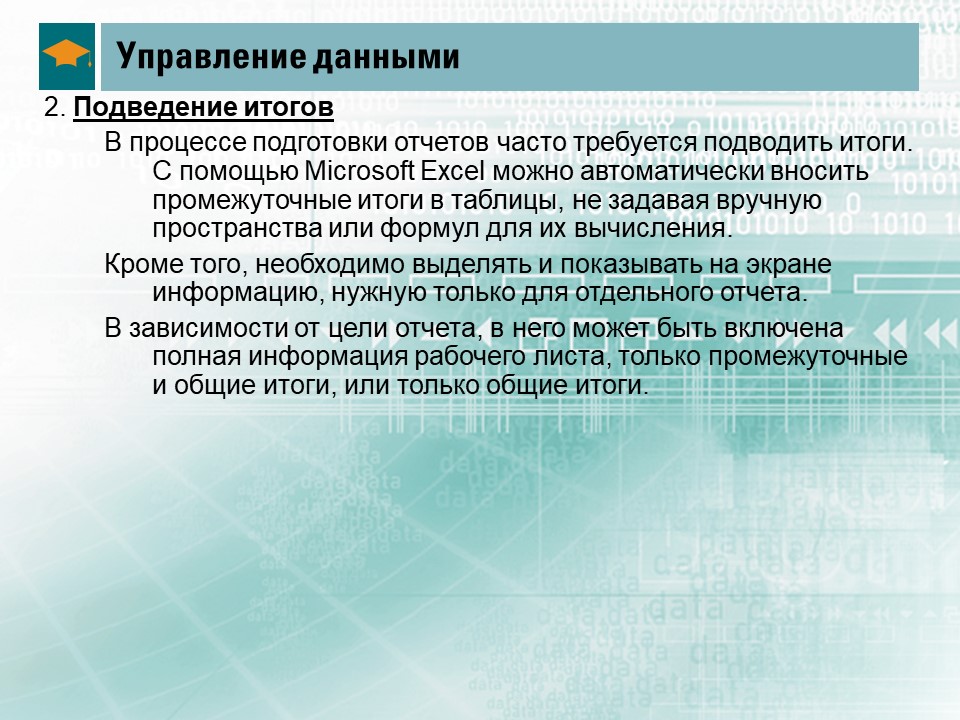 Управление данными
2. Подведение итогов
В процессе подготовки отчетов часто требуется подводить итоги.
С помощью Microsoft Excel можно автоматически вносить
промежуточные итоги в таблицы, не задавая вручную
пространства или формул для их вычисления.
Кроме того, необходимо выделять и показывать на экране
информацию, нужную только для отдельного отчета.
В зависимости от цели отчета, в него может быть включена
полная информация рабочего листа, только промежуточные
и общие итоги, или только общие итоги.